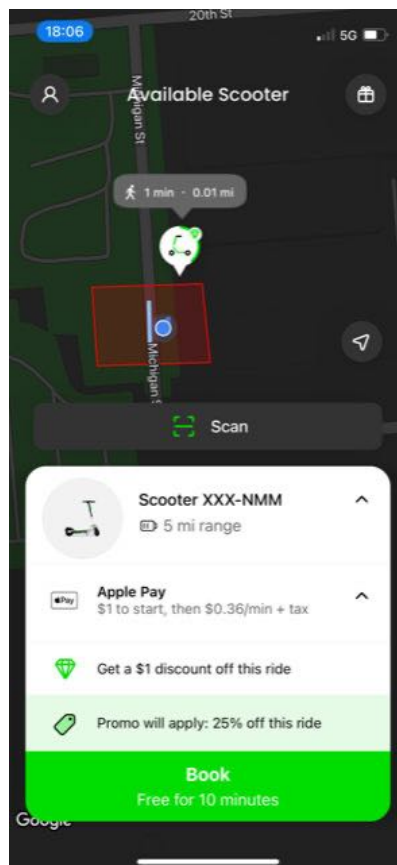 20th St
18:06
5G
Available Scooter
Michigan St
1 min · 0.01 mi
Michigan S
Scan
Scooter XXX-NMM
5 mi range
Pay
Apple Pay
$1 to start, then $0.36/min + tax
Get a $1 discount off this ride
Promo will apply: 25% off this ride
Book
Free for 10 minutes
Google